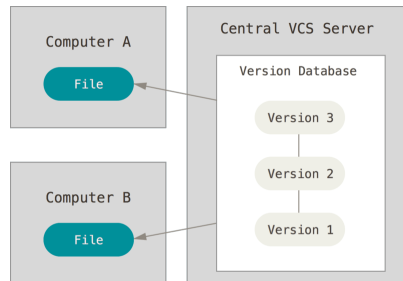 Computer A
File
Computer B
File
Central VCS Server
Version Database
Version 3
Version 2
Version 1